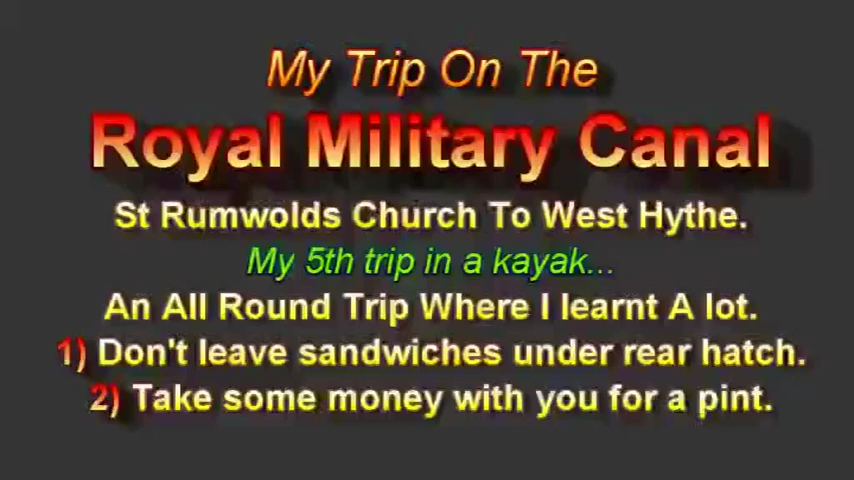 My Trip On The
Royal Military Canal
St Rumwolds Church To West Hythe.
My 5th trip in a kayak...
An All Round Trip Where I learnt A lot.
1) Don't leave sandwiches under rear hatch.
2) Take some money with you for a pint.